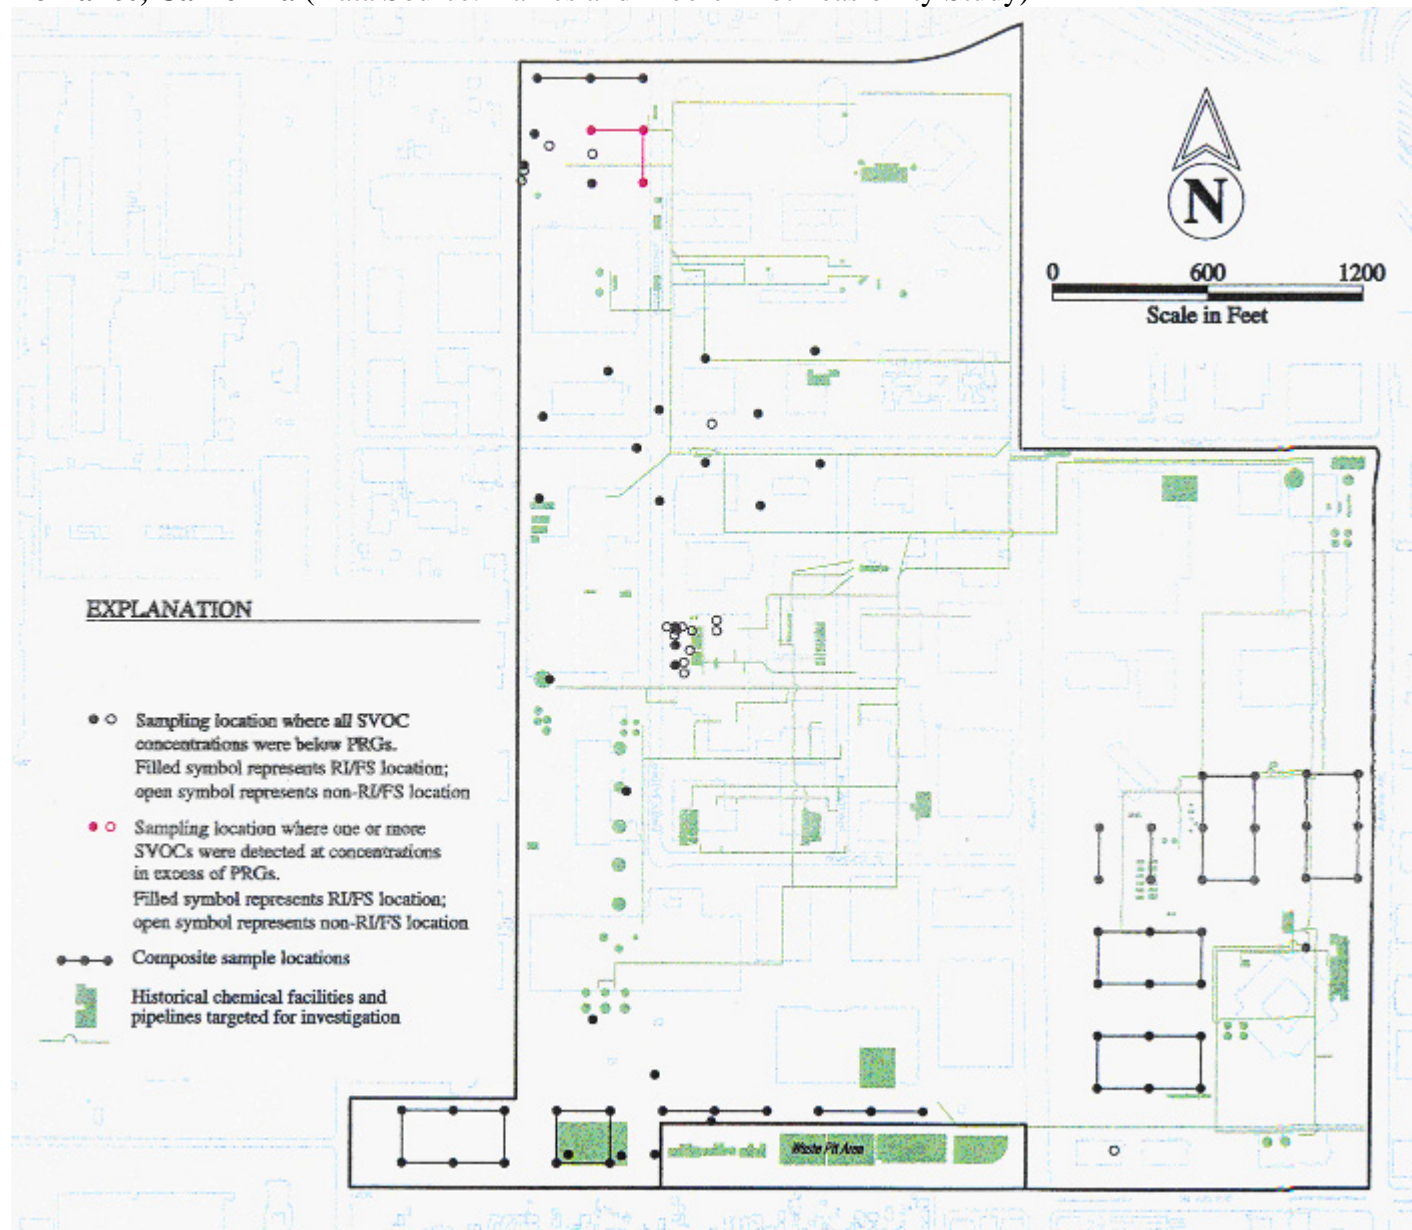 N
0 600 1200
Scale in Feet
EXPLANATION
Sampling location where all SVOC
concentrations were below PRGs.
Filled symbol represents RI/FS location;
open symbol represents non-RI/FS location
Sampling location where one or more
SVOCs were detected at concentrations
in excess of PRGs.
Filled symbol represents RI/FS location;
open symbol represents non-RI/FS location
Composite sample locations
Historical chemical facilities and
pipelines targeted for investigation
Waste Pit Area